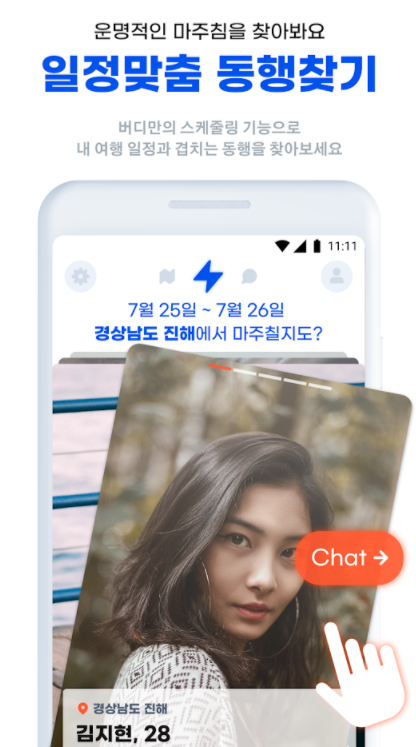 운명적인 마주침을 찾아봐요
일정맞춤 동행찾기
버디만의 스케줄링 기능으로
내 여행 일정과 겹치는 동행을 찾아보세요
11:11
7월 25일 ~ 7월 26일
경상남도 진해에서 마주칠지도?
Chat →
경상남도 진해
김지현, 28